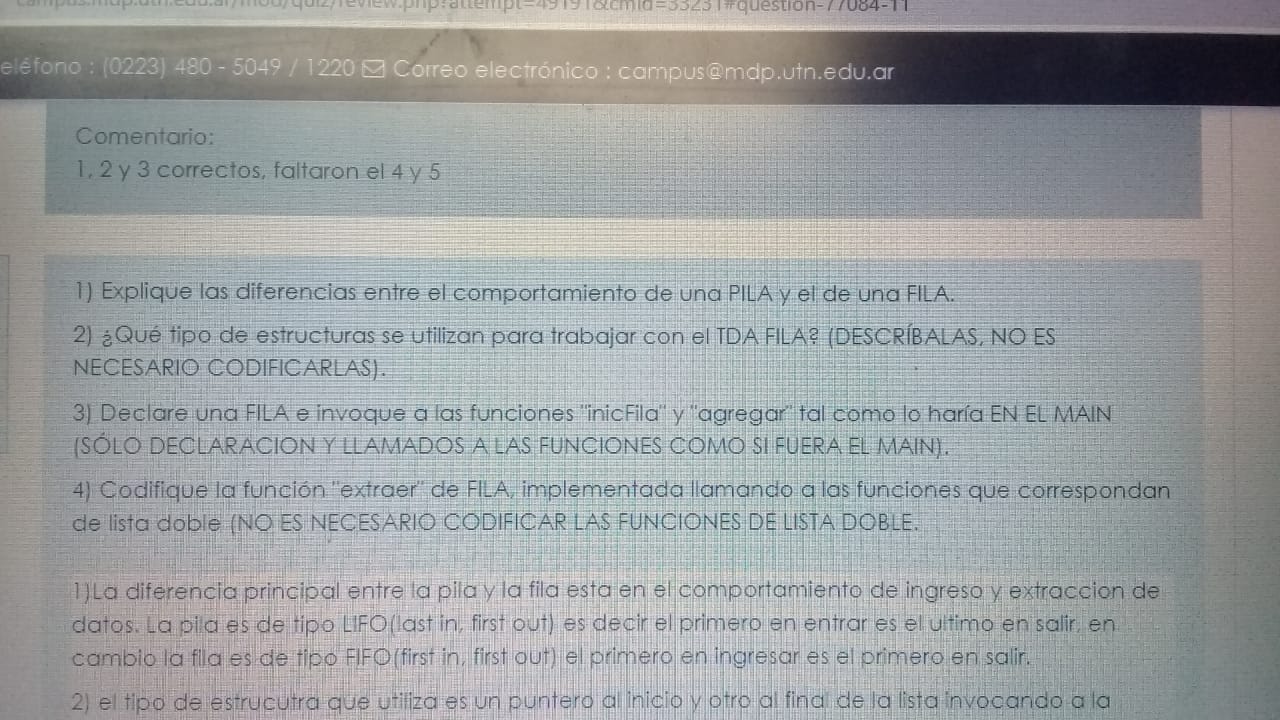 campus.mdp.utn.edu.ar/mod/quiz/review.php?attempt=49191&cmid=33231#question-77084-11
eléfono : (0223) 480 - 5049 / 1220 Correo electrónico : campus@mdp.utn.edu.ar
Comentario:
1, 2 y 3 correctos, faltaron el 4 y 5
1) Explique las diferencias entre el comportamiento de una PILA y el de una FILA.
2) ¿Qué tipo de estructuras se utilizan para trabajar con el TDA FILA? (DESCRÍBALAS, NO ES
NECESARIO CODIFICARLAS).
3) Declare una FILA e invoque a las funciones "inicFila" y "agregar" tal como lo haría EN EL MAIN
(SÓLO DECLARACION Y LLAMADOS A LAS FUNCIONES COMO SI FUERA EL MAIN).
4) Codifique la función "extraer" de FILA, implementada llamando a las funciones que correspondan
de lista doble (NO ES NECESARIO CODIFICAR LAS FUNCIONES DE LISTA DOBLE.
1)La diferencia principal entre la pila y la fila esta en el comportamiento de ingreso y extraccion de
datos. La pila es de tipo LIFO(last in, first out) es decir el primero en entrar es el ultimo en salir, en
cambio la fila es de tipo FIFO(first in, first out) el primero en ingresar es el primero en salir.
2) el tipo de estrucutra que utiliza es un puntero al inicio y otro al final de la lista invocando a la